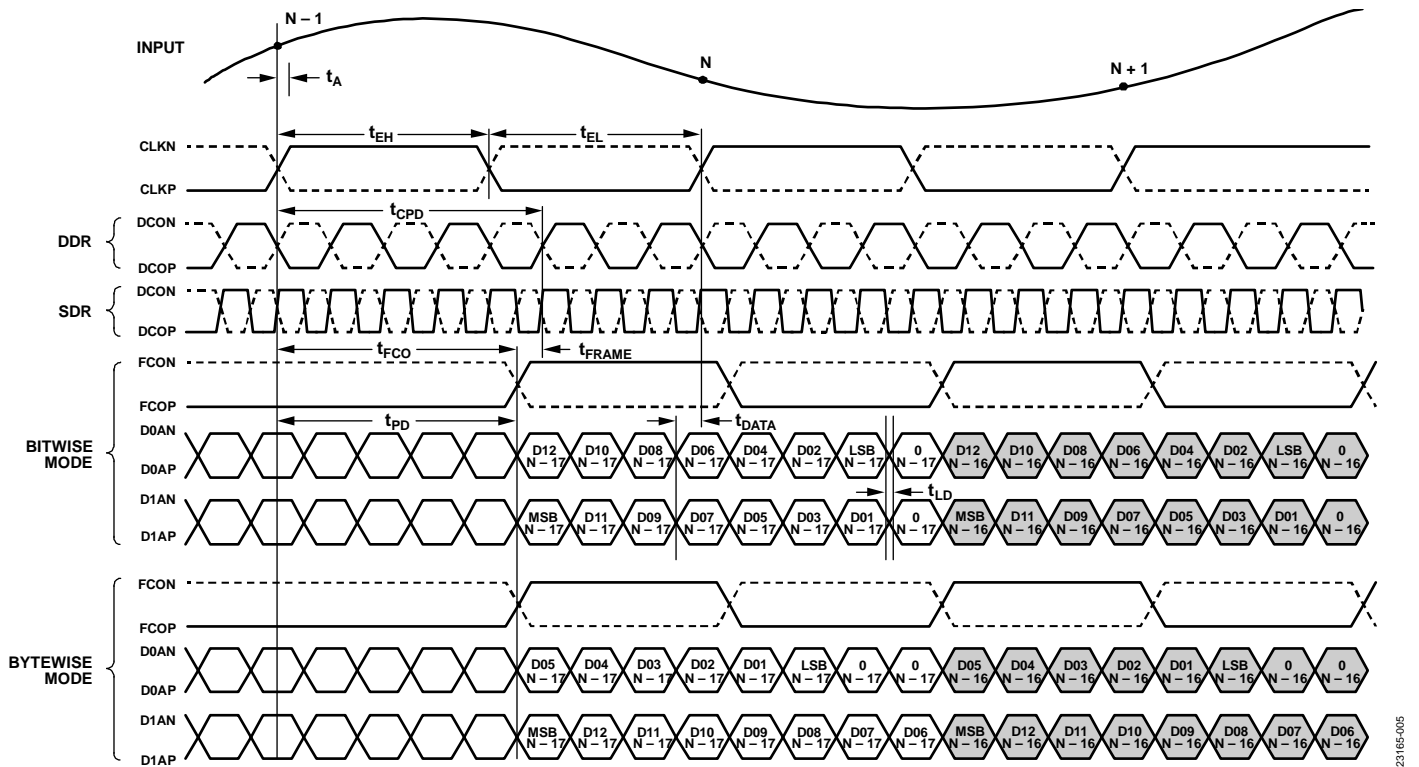 N – 1
INPUT
N
N + 1
tA
tEH
tEL
CLKN
CLKP
tCPD
DDR
DCON
DCOP
SDR
DCON
DCOP
tFCO
tFRAME
FCON
FCOP
tPD
tDATA
BITWISE
MODE
D0AN
D0AP
D12 D10 D08 D06 D04 D02 LSB 0 D12 D10 D08 D06 D04 D02 LSB 0
N – 17 N – 17 N – 17 N – 17 N – 17 N – 17 N – 17 N – 17 N – 16 N – 16 N – 16 N – 16 N – 16 N – 16 N – 16 N – 16
tLD
D1AN
D1AP
MSB D11 D09 D07 D05 D03 D01 0 MSB D11 D09 D07 D05 D03 D01 0
N – 17 N – 17 N – 17 N – 17 N – 17 N – 17 N – 17 N – 17 N – 16 N – 16 N – 16 N – 16 N – 16 N – 16 N – 16 N – 16
FCON
FCOP
BYTEWISE
MODE
D0AN
D0AP
D05 D04 D03 D02 D01 LSB 0 0 D05 D04 D03 D02 D01 LSB 0 0
N – 17 N – 17 N – 17 N – 17 N – 17 N – 17 N – 17 N – 17 N – 16 N – 16 N – 16 N – 16 N – 16 N – 16 N – 16 N – 16
D1AN
D1AP
MSB D12 D11 D10 D09 D08 D07 D06 MSB D12 D11 D10 D09 D08 D07 D06
N – 17 N – 17 N – 17 N – 17 N – 17 N – 17 N – 17 N – 17 N – 16 N – 16 N – 16 N – 16 N – 16 N – 16 N – 16 N – 16
23165-005